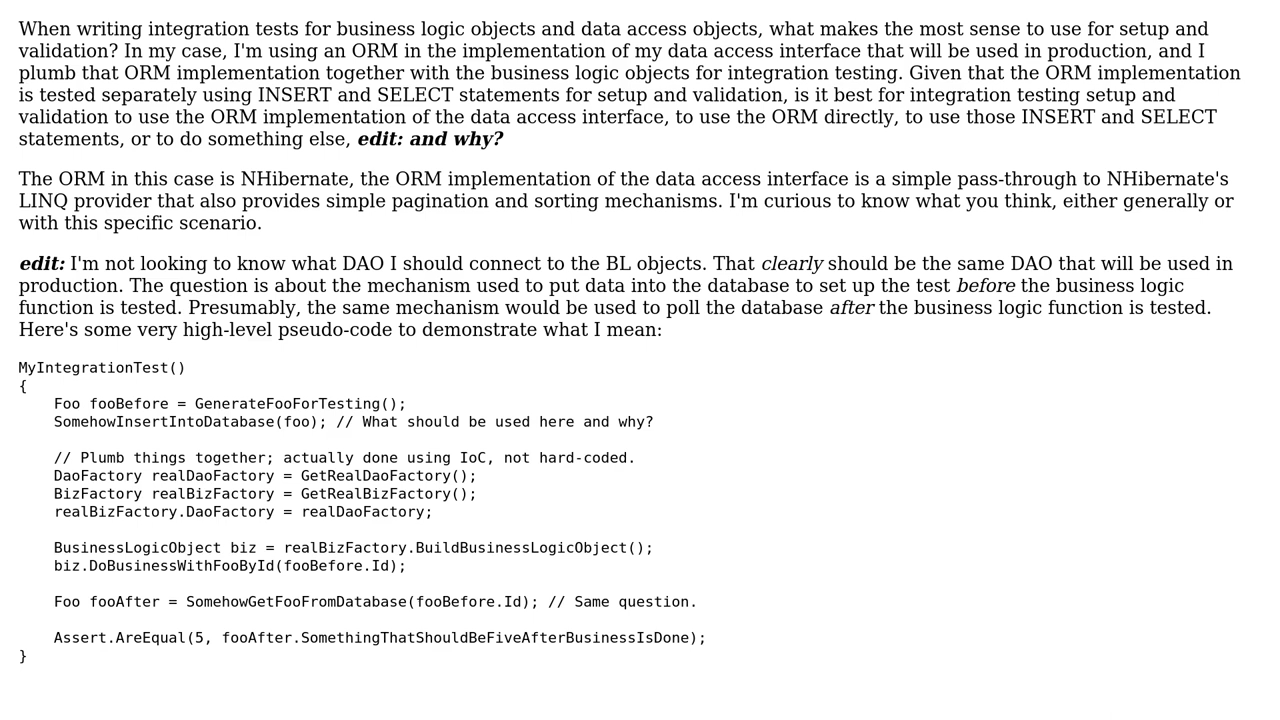 When writing integration tests for business logic objects and data access objects, what makes the most sense to use for setup and
validation? In my case, I'm using an ORM in the implementation of my data access interface that will be used in production, and I
plumb that ORM implementation together with the business logic objects for integration testing. Given that the ORM implementation
is tested separately using INSERT and SELECT statements for setup and validation, is it best for integration testing setup and
validation to use the ORM implementation of the data access interface, to use the ORM directly, to use those INSERT and SELECT
statements, or to do something else, edit: and why?
The ORM in this case is NHibernate, the ORM implementation of the data access interface is a simple pass-through to NHibernate's
LINQ provider that also provides simple pagination and sorting mechanisms. I'm curious to know what you think, either generally or
with this specific scenario.
edit: I'm not looking to know what DAO I should connect to the BL objects. That clearly should be the same DAO that will be used in
production. The question is about the mechanism used to put data into the database to set up the test before the business logic
function is tested. Presumably, the same mechanism would be used to poll the database after the business logic function is tested.
Here's some very high-level pseudo-code to demonstrate what I mean:
MyIntegrationTest()
{
    Foo fooBefore = GenerateFooForTesting();
    SomehowInsertIntoDatabase(foo); // What should be used here and why?
    // Plumb things together; actually done using IoC, not hard-coded.
    DaoFactory realDaoFactory = GetRealDaoFactory();
    BizFactory realBizFactory = GetRealBizFactory();
    realBizFactory.DaoFactory = realDaoFactory;
    BusinessLogicObject biz = realBizFactory.BuildBusinessLogicObject();
    biz.DoBusinessWithFooById(fooBefore.Id);
    Foo fooAfter = SomehowGetFooFromDatabase(fooBefore.Id); // Same question.
    Assert.AreEqual(5, fooAfter.SomethingThatShouldBeFiveAfterBusinessIsDone);
}